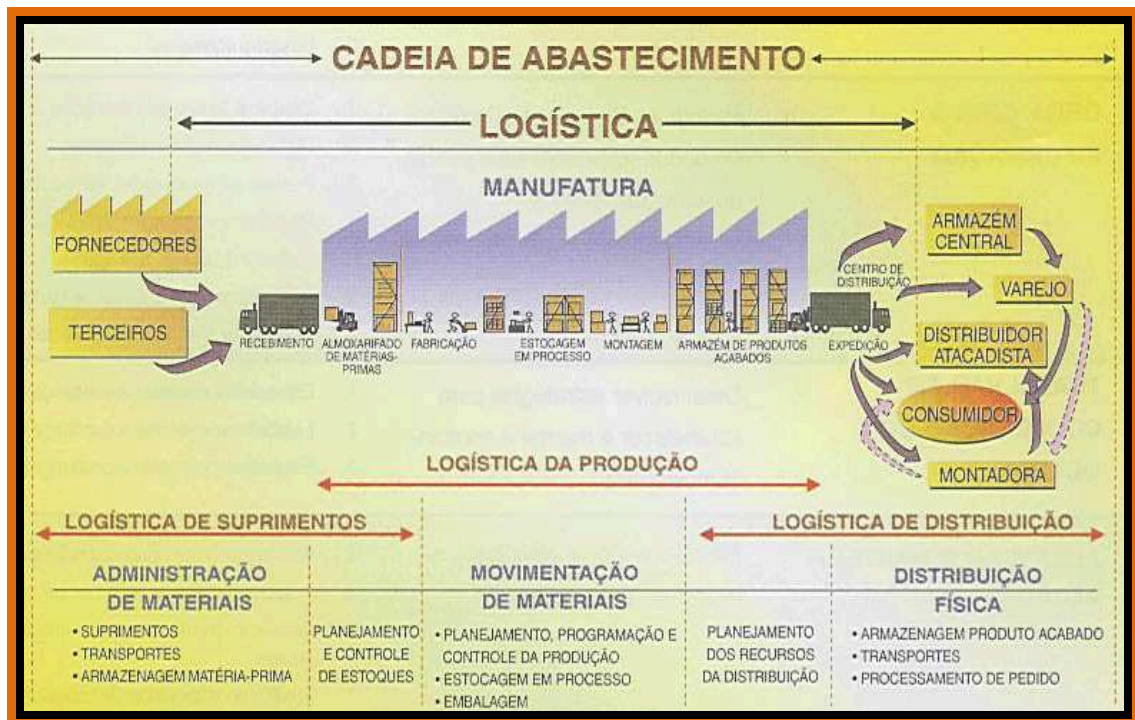 CADEIA DE ABASTECIMENTO
LOGÍSTICA
MANUFATURA
FORNECEDORES
TERCEIROS
RECEBIMENTO
ALMOXARIFADO
DE MATÉRIAS-
PRIMAS
FABRICAÇÃO
ESTOCAGEM
EM PROCESSO
MONTAGEM
ARMAZÉM DE PRODUTOS
ACABADOS
EXPEDIÇÃO
CENTRO DE
DISTRIBUIÇÃO
ARMAZÉM
CENTRAL
VAREJO
DISTRIBUIDOR
ATACADISTA
CONSUMIDOR
MONTADORA
LOGÍSTICA DA PRODUÇÃO
LOGÍSTICA DE SUPRIMENTOS
LOGÍSTICA DE DISTRIBUIÇÃO
ADMINISTRAÇÃO
DE MATERIAIS
• SUPRIMENTOS
• TRANSPORTES
• ARMAZENAGEM MATÉRIA-PRIMA
PLANEJAMENTO
E CONTROLE
DE ESTOQUES
MOVIMENTAÇÃO
DE MATERIAIS
• PLANEJAMENTO, PROGRAMAÇÃO E
CONTROLE DA PRODUÇÃO
• ESTOCAGEM EM PROCESSO
• EMBALAGEM
PLANEJAMENTO
DOS RECURSOS
DA DISTRIBUIÇÃO
DISTRIBUIÇÃO
FÍSICA
• ARMAZENAGEM PRODUTO ACABADO
• TRANSPORTES
• PROCESSAMENTO DE PEDIDO